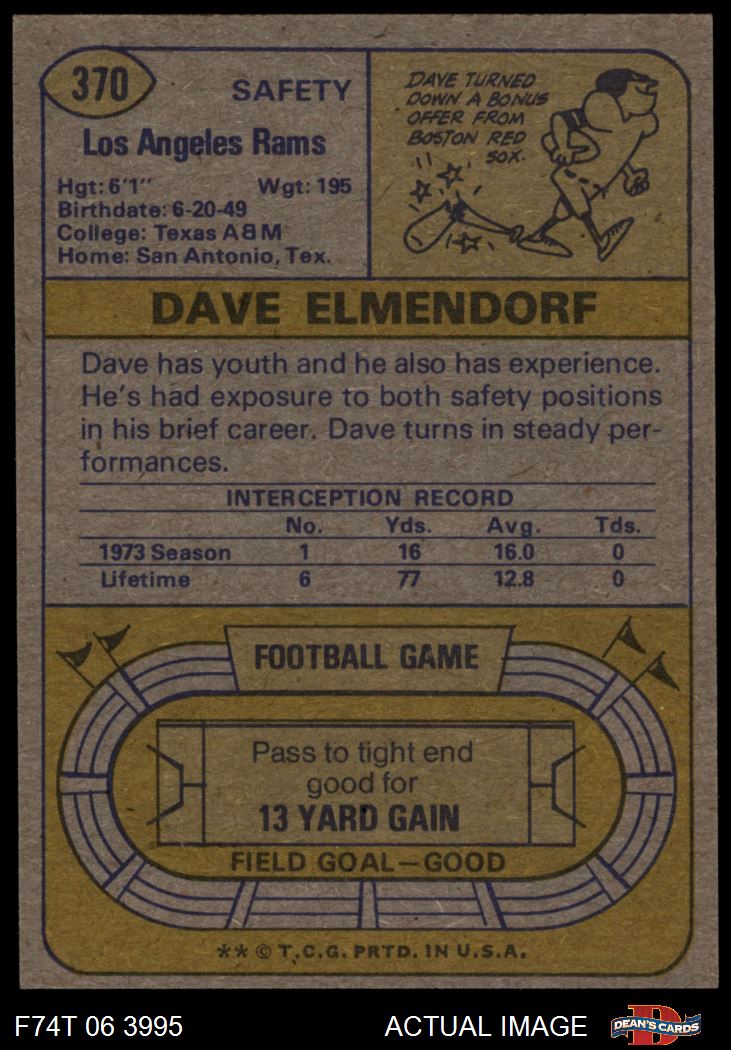 370
SAFETY
Los Angeles Rams
Hgt: 6'1"
Wgt: 195
Birthdate: 6-20-49
College: Texas A&M
Home: San Antonio, Tex.
DAVE TURNED
DOWN A BONUS
OFFER FROM
BOSTON RED
SOX.
DAVE ELMENDORF
Dave has youth and he also has experience.
He's had exposure to both safety positions
in his brief career. Dave turns in steady per-
formances.
INTERCEPTION RECORD
No. Yds. Avg. Tds.
1973 Season 1 16 16.0 0
Lifetime 6 77 12.8 0
FOOTBALL GAME
Pass to tight end
good for
13 YARD GAIN
FIELD GOAL—GOOD
** © T.C.G. PRTD. IN U.S.A.
F74T 06 3995
ACTUAL IMAGE
D
DEAN'S CARDS